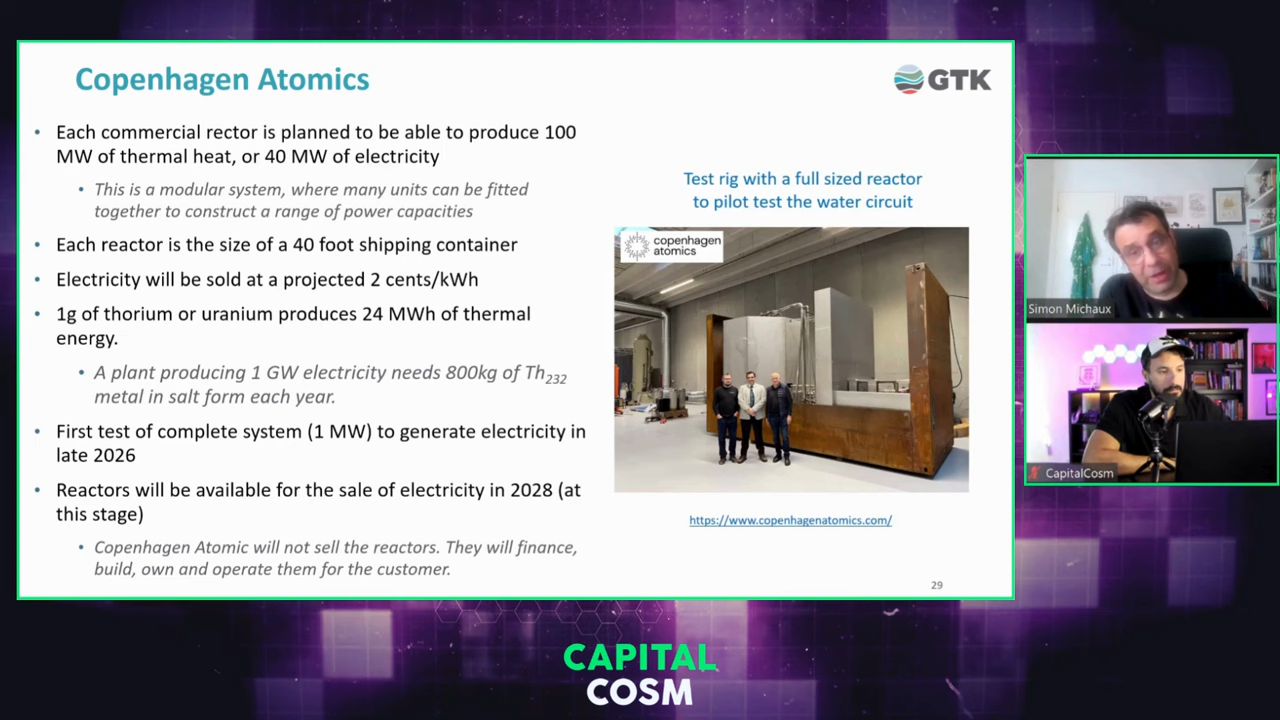 Copenhagen Atomics
GTK
• Each commercial rector is planned to be able to produce 100
MW of thermal heat, or 40 MW of electricity
• This is a modular system, where many units can be fitted
together to construct a range of power capacities
• Each reactor is the size of a 40 foot shipping container
• Electricity will be sold at a projected 2 cents/kWh
• 1g of thorium or uranium produces 24 MWh of thermal
energy.
• A plant producing 1 GW electricity needs 800kg of Th232
metal in salt form each year.
• First test of complete system (1 MW) to generate electricity in
late 2026
• Reactors will be available for the sale of electricity in 2028 (at
this stage)
• Copenhagen Atomic will not sell the reactors. They will finance,
build, own and operate them for the customer.
Test rig with a full sized reactor
to pilot test the water circuit
copenhagen
atomics
https://www.copenhagenatomics.com/
29
Simon Michaux
CapitalCosm
CAPITAL
COSM